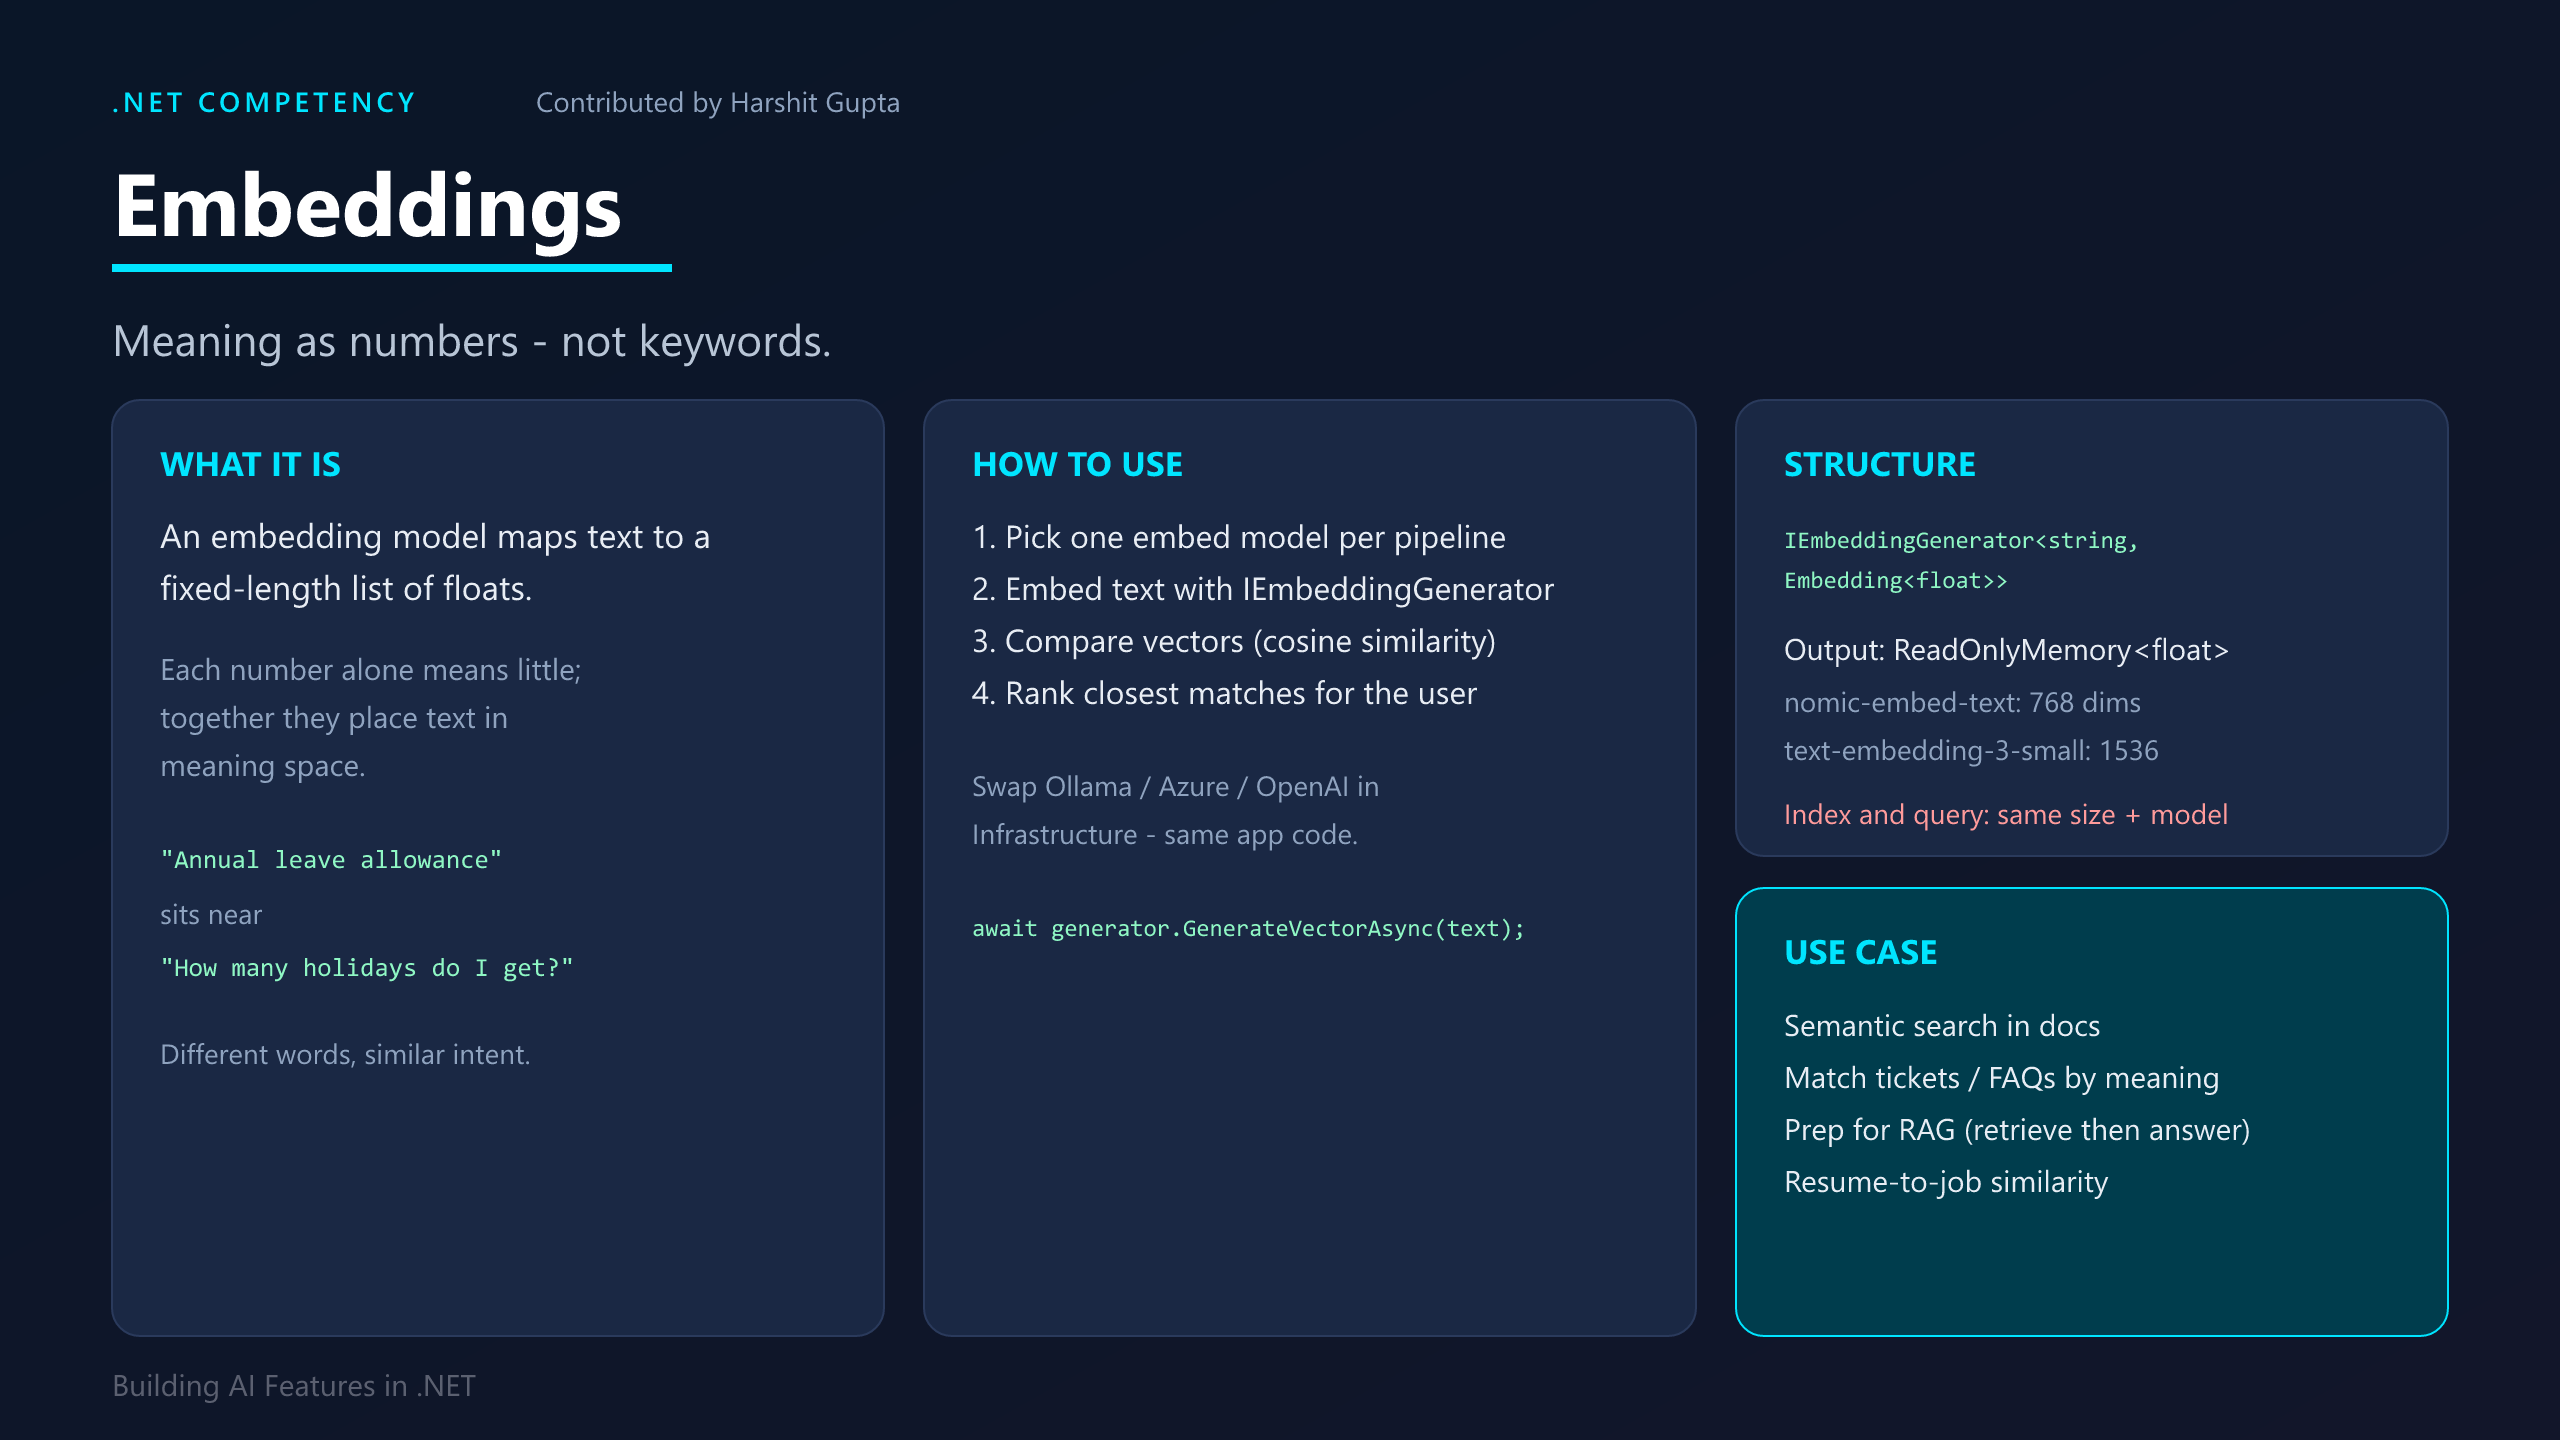 .NET COMPETENCY
Contributed by Harshit Gupta
Embeddings
Meaning as numbers - not keywords.
WHAT IT IS
An embedding model maps text to a
fixed-length list of floats.
Each number alone means little;
together they place text in
meaning space.
"Annual leave allowance"
sits near
"How many holidays do I get?"
Different words, similar intent.
HOW TO USE
1. Pick one embed model per pipeline
2. Embed text with IEmbeddingGenerator
3. Compare vectors (cosine similarity)
4. Rank closest matches for the user
Swap Ollama / Azure / OpenAI in
Infrastructure - same app code.
await generator.GenerateVectorAsync(text);
STRUCTURE
IEmbeddingGenerator<string,
Embedding<float>>
Output: ReadOnlyMemory<float>
nomic-embed-text: 768 dims
text-embedding-3-small: 1536
Index and query: same size + model
USE CASE
Semantic search in docs
Match tickets / FAQs by meaning
Prep for RAG (retrieve then answer)
Resume-to-job similarity
Building AI Features in .NET